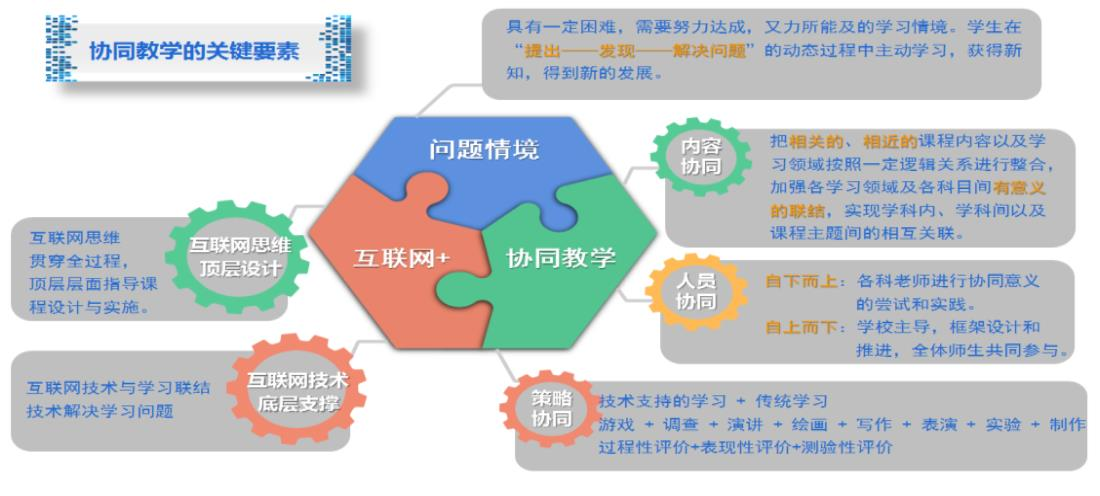 协同教学的关键要素
具有一定困难，需要努力达成，又力所能及的学习情境。学生在
“提出——发现——解决问题”的动态过程中主动学习，获得新
知，得到新的发展。
问题情境
互联网+
协同教学
内容
协同
把相关的、相近的课程内容以及学
习领域按照一定逻辑关系进行整合，
加强各学习领域及各科目间有意义
的联结，实现学科内、学科间以及
课程主题间的相互关联。
互联网思维
顶层设计
互联网思维
贯穿全过程，
顶层层面指导课
程设计与实施。
人员
协同
自下而上：各科老师进行协同意义
的尝试和实践。
自上而下：学校主导，框架设计和
推进，全体师生共同参与。
互联网技术
底层支撑
互联网技术与学习联结
技术解决学习问题
策略
协同
技术支持的学习 + 传统学习
游戏 + 调查 + 演讲 + 绘画 + 写作 + 表演 + 实验 + 制作
过程性评价+表现性评价+测验性评价